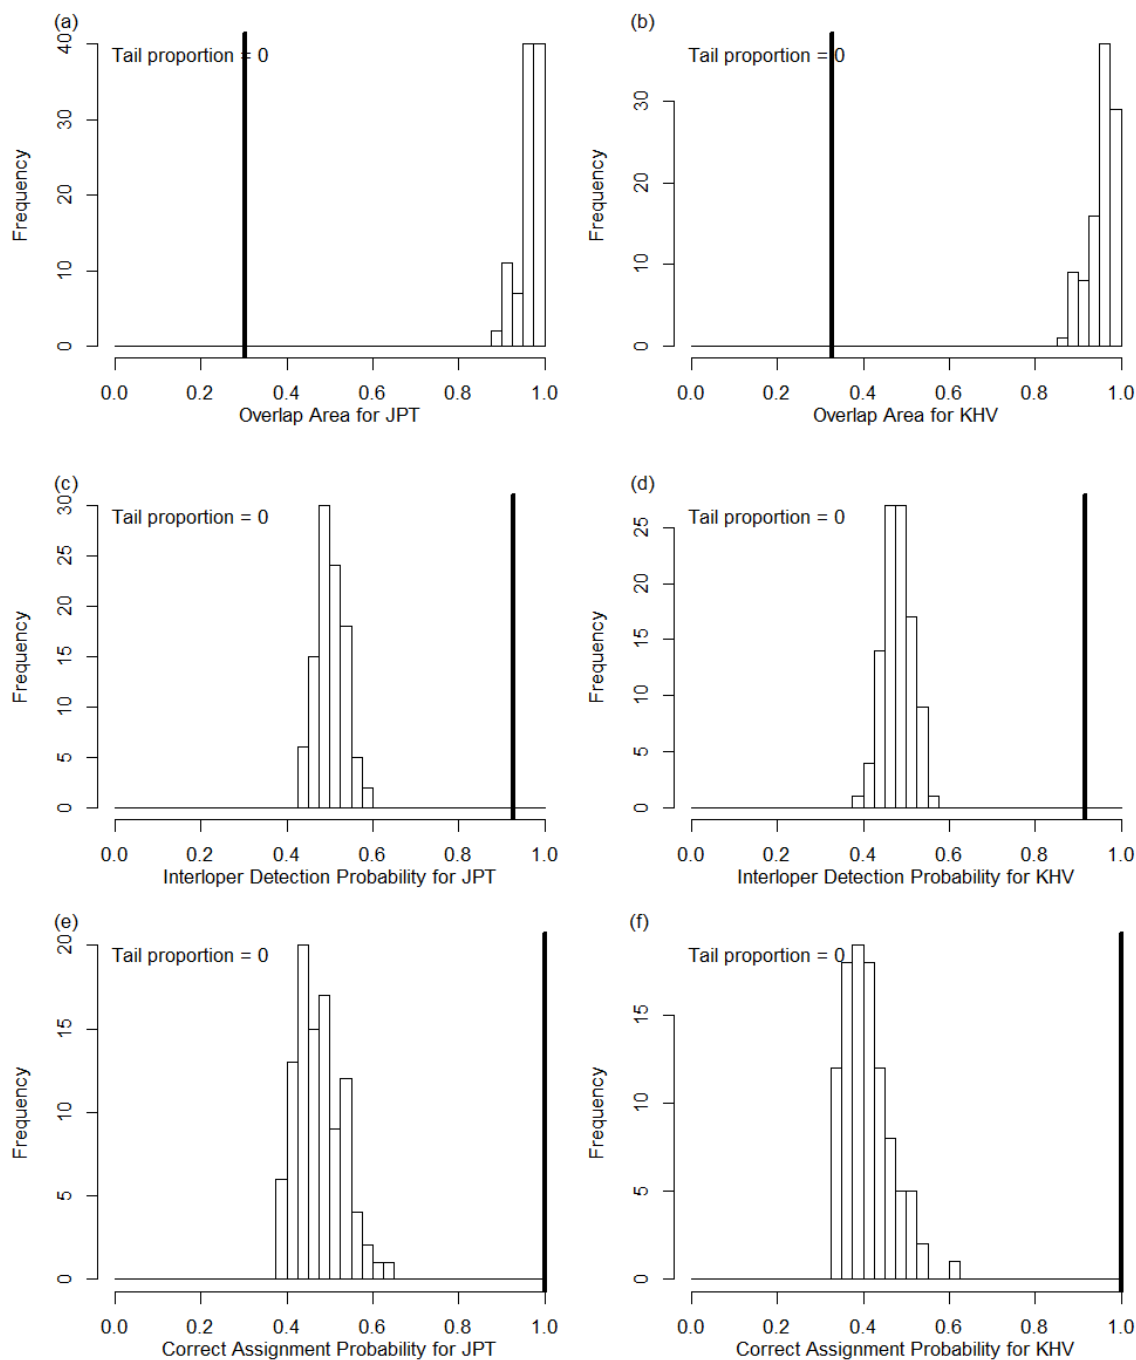 (a)
Tail proportion = 0
Frequency
0
10
20
30
40
0.0 0.2 0.4 0.6 0.8 1.0
Overlap Area for JPT
(b)
Tail proportion = 0
Frequency
0
10
20
30
0.0 0.2 0.4 0.6 0.8 1.0
Overlap Area for KHV
(c)
Tail proportion = 0
Frequency
0
5
10
15
20
25
30
0.0 0.2 0.4 0.6 0.8 1.0
Interloper Detection Probability for JPT
(d)
Tail proportion = 0
Frequency
0
5
10
15
20
25
0.0 0.2 0.4 0.6 0.8 1.0
Interloper Detection Probability for KHV
(e)
Tail proportion = 0
Frequency
0
5
10
15
20
0.0 0.2 0.4 0.6 0.8 1.0
Correct Assignment Probability for JPT
(f)
Tail proportion = 0
Frequency
0
5
10
15
0.0 0.2 0.4 0.6 0.8 1.0
Correct Assignment Probability for KHV